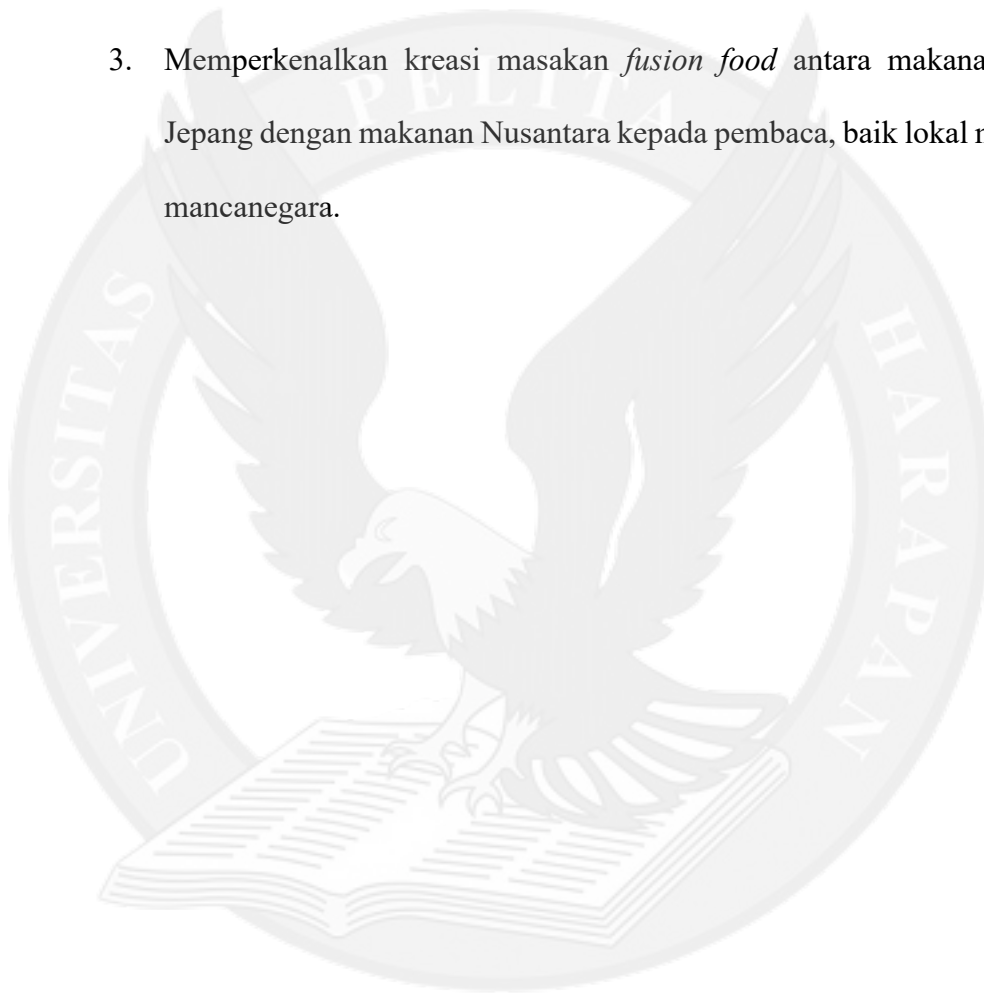 3. Memperkenalkan kreasi masakan fusion food antara makana
Jepang dengan makanan Nusantara kepada pembaca, baik lokal
mancanegara.
UNIVERSITAS PELITA HARAPAN